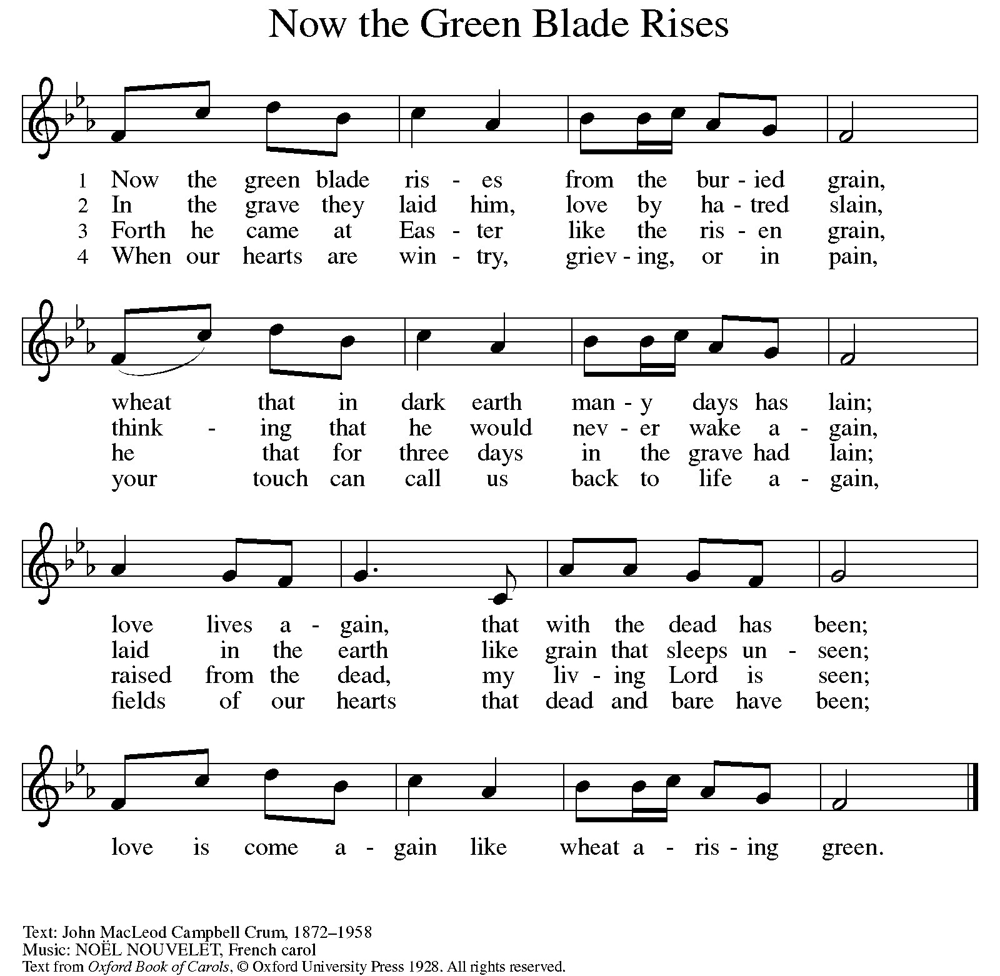 Now the Green Blade Rises
1 Now the green blade ris - es from the bur - ied grain,
2 In the grave they laid him, love by ha - tred slain,
3 Forth he came at Eas - ter like the ris - en grain,
4 When our hearts are win - try, griev - ing, or in pain,
wheat that in dark earth man - y days has lain;
think - ing that he would nev - er wake a - gain,
he that for three days in the grave had lain;
your touch can call us back to life a - gain,
love lives a - gain, that with the dead has been;
laid in the earth like grain that sleeps un - seen;
raised from the dead, my liv - ing Lord is seen;
fields of our hearts that dead and bare have been;
love is come a - gain like wheat a - ris - ing green.
Text: John MacLeod Campbell Crum, 1872–1958
Music: NOËL NOUVELET, French carol
Text from Oxford Book of Carols, © Oxford University Press 1928. All rights reserved.